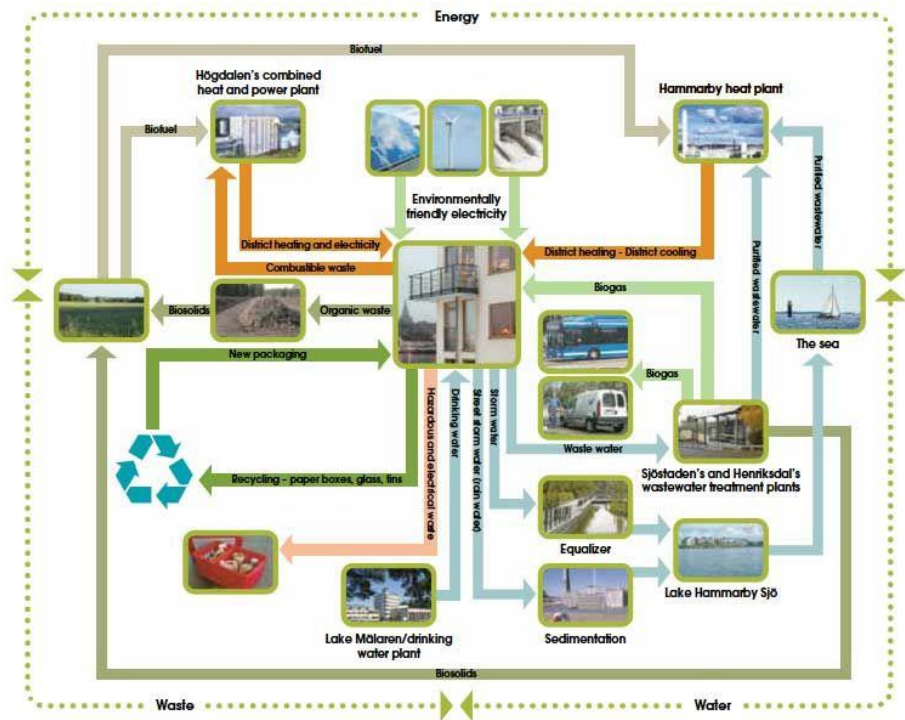 Energy
Biofuel
Högdalen's combined
heat and power plant
Hammarby heat plant
Biofuel
Purified wastewater
Purified wastewater
Environmentally
friendly electricity
District heating and electricity
District heating - District cooling
Combustible waste
Biogas
Biosolids
Organic waste
The sea
New packaging
Biogas
Hazardous and electrical waste
Drinking water
Street storm water (rain water)
Storm water
Waste water
Recycling – paper boxes, glass, tins
Sjöstaden's and Henriksdal's
wastewater treatment plants
Equalizer
Lake Hammarby Sjö
Lake Mälaren/drinking
water plant
Sedimentation
Biosolids
Waste
Water